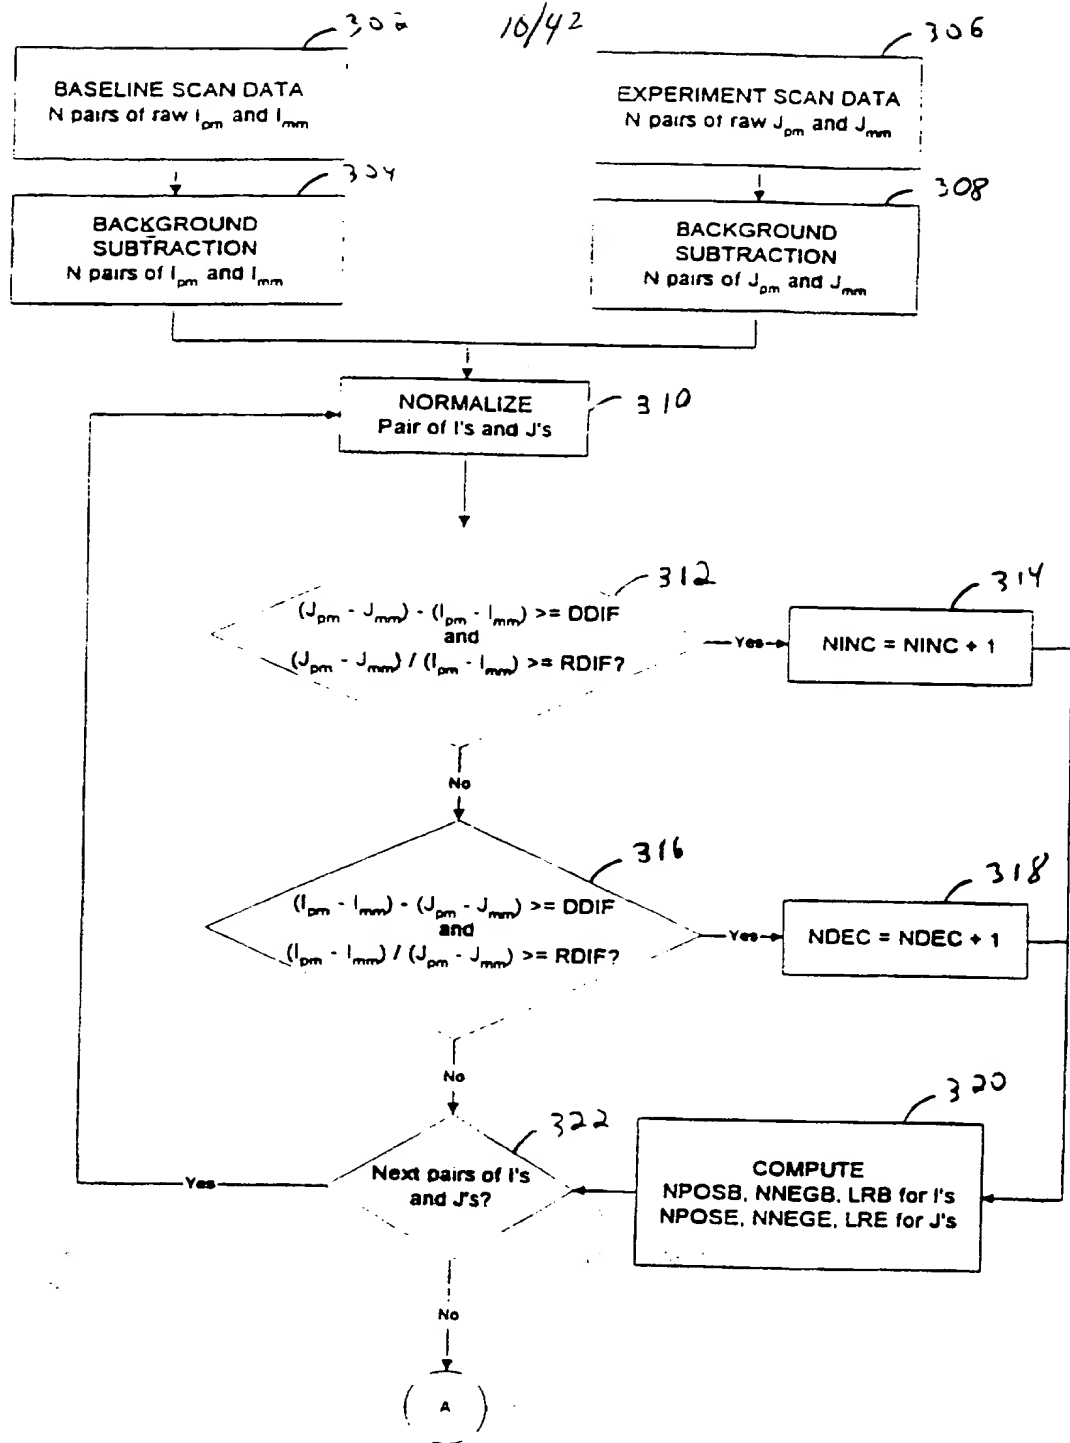 302
10/42
306
BASELINE SCAN DATA
N pairs of raw Ipm and Imm
EXPERIMENT SCAN DATA
N pairs of raw Jpm and Jmm
304
308
BACKGROUND
SUBTRACTION
N pairs of Ipm and Imm
BACKGROUND
SUBTRACTION
N pairs of Jpm and Jmm
310
NORMALIZE
Pair of I's and J's
312
314
(Jpm - Jmm) - (Ipm - Imm) >= DDIF
and
(Jpm - Jmm) / (Ipm - Imm) >= RDIF?
Yes
NINC = NINC + 1
No
316
318
(Ipm - Imm) - (Jpm - Jmm) >= DDIF
and
(Ipm - Imm) / (Jpm - Jmm) >= RDIF?
Yes
NDEC = NDEC + 1
No
322
320
Yes
Next pairs of I's
and J's?
COMPUTE
NPOSB, NNEGB, LRB for I's
NPOSE, NNEGE, LRE for J's
No
A